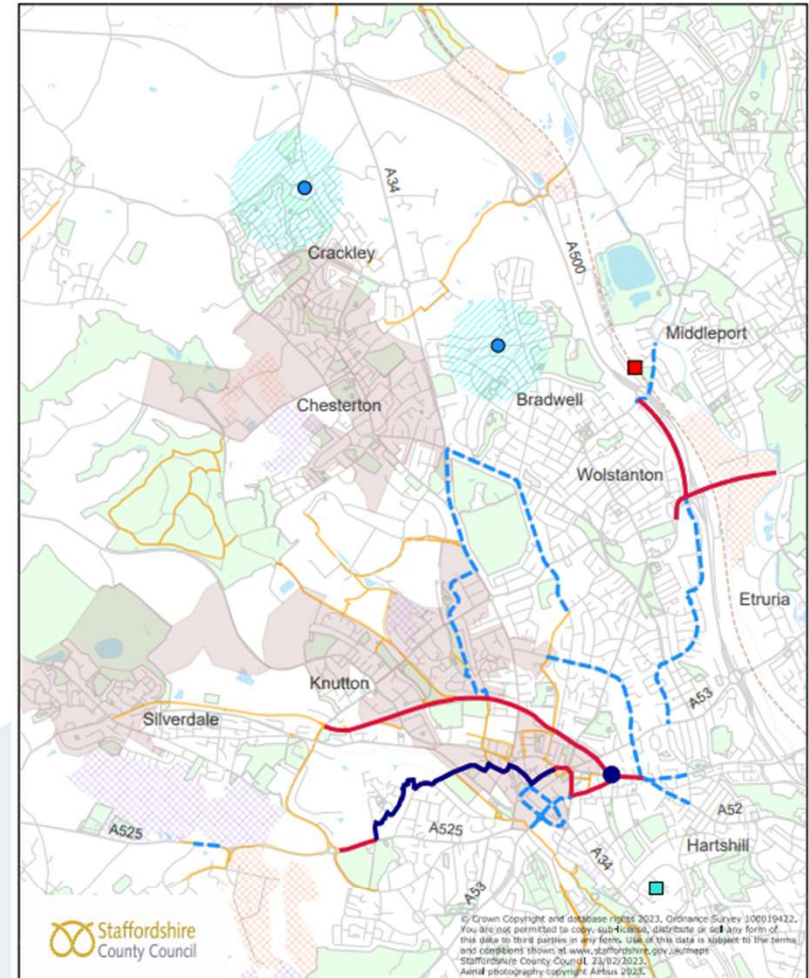 A34
Crackley
A500
Middleport
Bradwell
Chesterton
Wolstanton
Etruria
Knutton
A53
Silverdale
A52
A525
A525
Hartshill
A34
A53
Staffordshire
County Council
© Crown Copyright and database rights 2023. Ordnance Survey 100019422.
You are not permitted to copy, sub-license, distribute or sell any form of
this data to third parties in any form. Use of this data is subject to the terms
and conditions shown at www.staffordshire.gov.uk/maps
Staffordshire County Council, 23/02/2023.
Aerial photography copyright Airbus 2023.